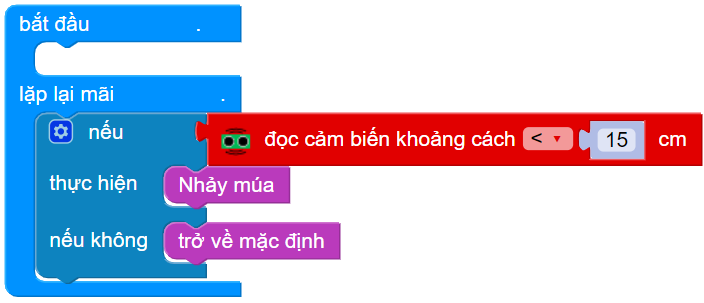 bắt đầu .
lặp lại mãi .
nếu đọc cảm biến khoảng cách < 15 cm
thực hiện Nhảy múa
nếu không trở về mặc định